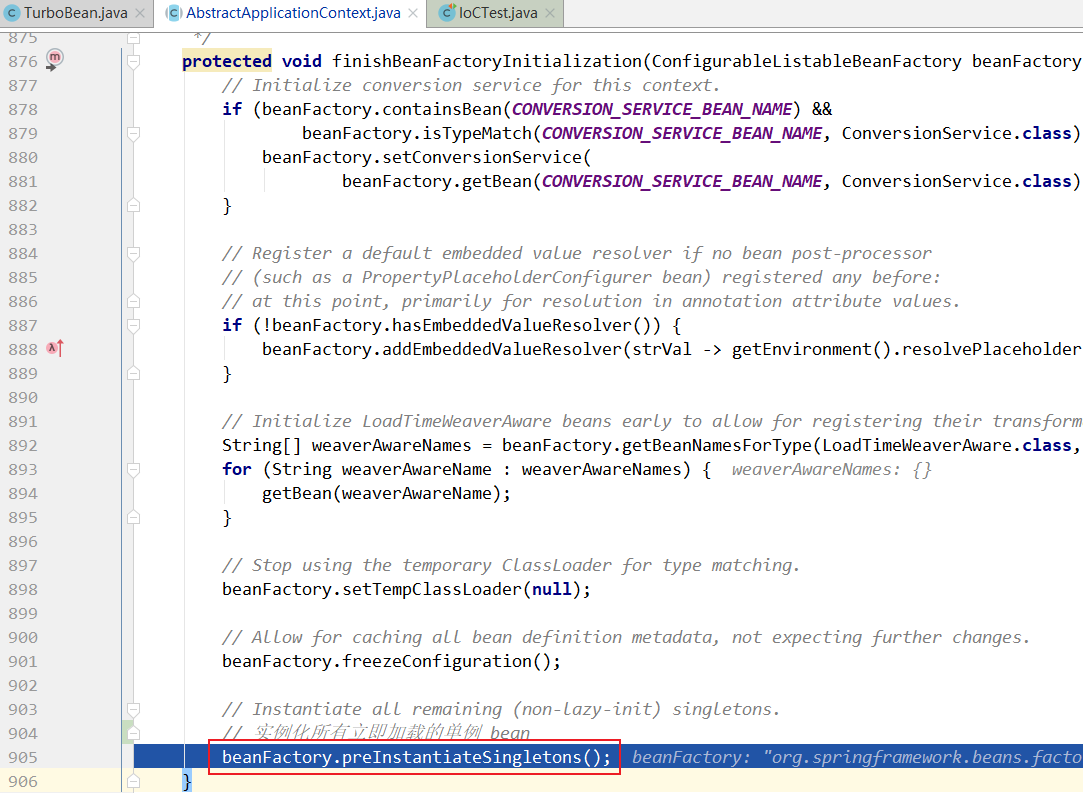 TurboBean.java AbstractApplicationContext.java IoCTest.java
875 */
876 protected void finishBeanFactoryInitialization(ConfigurableListableBeanFactory beanFactory
877 // Initialize conversion service for this context.
878 if (beanFactory.containsBean(CONVERSION_SERVICE_BEAN_NAME) &&
879 beanFactory.isTypeMatch(CONVERSION_SERVICE_BEAN_NAME, ConversionService.class)
880 beanFactory.setConversionService(
881 beanFactory.getBean(CONVERSION_SERVICE_BEAN_NAME, ConversionService.class)
882 }
883
884 // Register a default embedded value resolver if no bean post-processor
885 // (such as a PropertyPlaceholderConfigurer bean) registered any before:
886 // at this point, primarily for resolution in annotation attribute values.
887 if (!beanFactory.hasEmbeddedValueResolver()) {
888 beanFactory.addEmbeddedValueResolver(strVal -> getEnvironment().resolvePlaceholder
889 }
890
891 // Initialize LoadTimeWeaverAware beans early to allow for registering their transform
892 String[] weaverAwareNames = beanFactory.getBeanNamesForType(LoadTimeWeaverAware.class,
893 for (String weaverAwareName : weaverAwareNames) { weaverAwareNames: {}
894 getBean(weaverAwareName);
895 }
896
897 // Stop using the temporary ClassLoader for type matching.
898 beanFactory.setTempClassLoader(null);
899
900 // Allow for caching all bean definition metadata, not expecting further changes.
901 beanFactory.freezeConfiguration();
902
903 // Instantiate all remaining (non-lazy-init) singletons.
904 // 实例化所有立即加载的单例 bean
905 beanFactory.preInstantiateSingletons(); beanFactory: "org.springframework.beans.facto
906 }